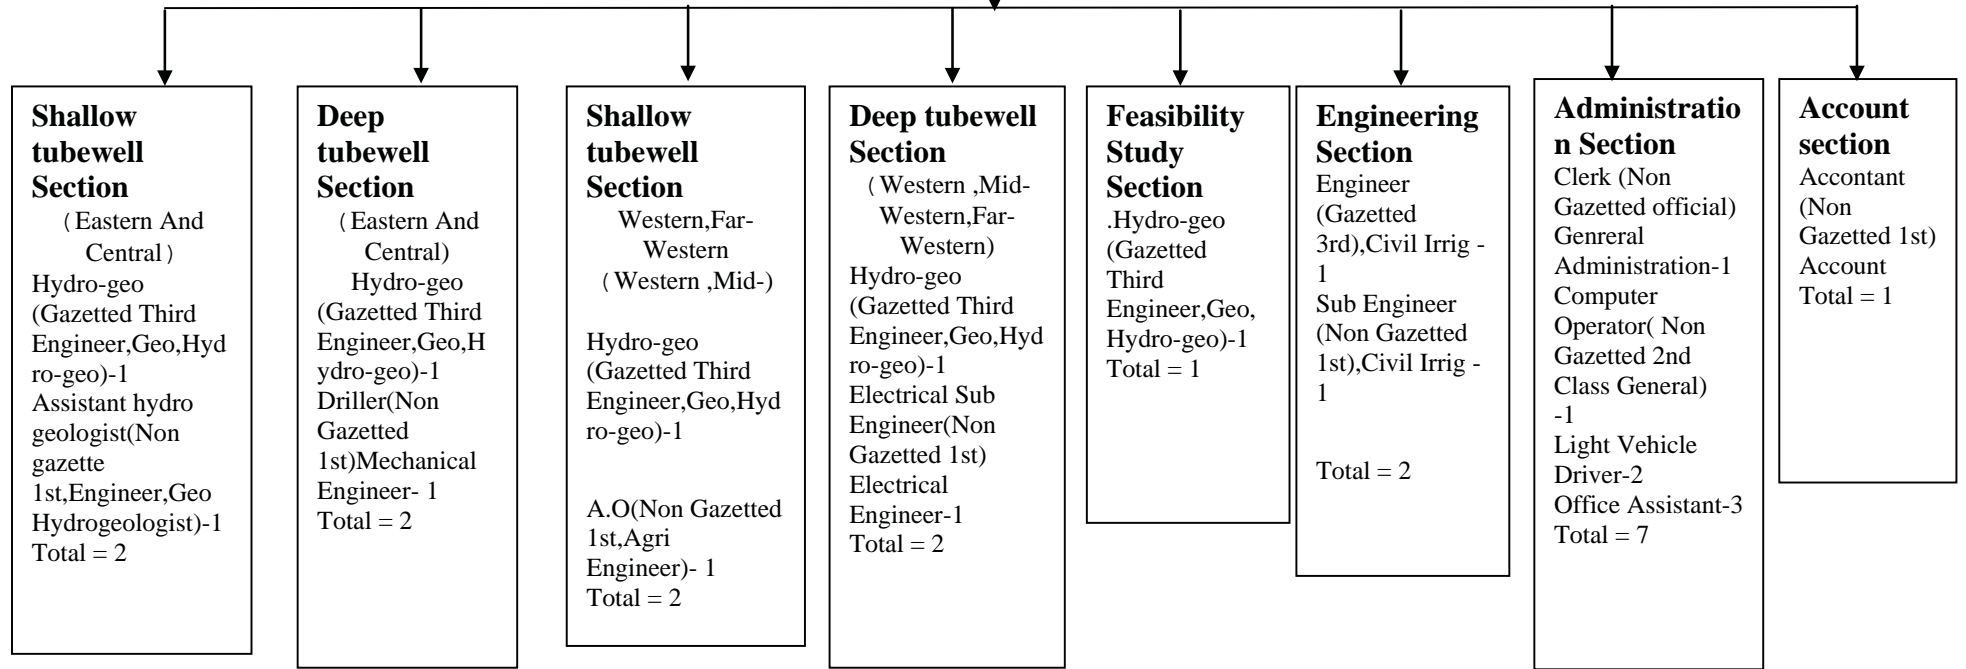 Shallow
tubewell
Section
(Eastern And
Central)
Hydro-geo
(Gazetted Third
Engineer,Geo,Hyd
ro-geo)-1
Assistant hydro
geologist(Non
gazette
1st,Engineer,Geo
Hydrogeologist)-1
Total = 2
Deep
tubewell
Section
(Eastern And
Central)
Hydro-geo
(Gazetted Third
Engineer,Geo,H
ydro-geo)-1
Driller(Non
Gazetted
1st)Mechanical
Engineer- 1
Total = 2
Shallow
tubewell
Section
Western,Far-
Western
(Western ,Mid-)
Hydro-geo
(Gazetted Third
Engineer,Geo,Hyd
ro-geo)-1
A.O(Non Gazetted
1st,Agri
Engineer)- 1
Total = 2
Deep tubewell
Section
(Western ,Mid-
Western,Far-
Western)
Hydro-geo
(Gazetted Third
Engineer,Geo,Hyd
ro-geo)-1
Electrical Sub
Engineer(Non
Gazetted 1st)
Electrical
Engineer-1
Total = 2
Feasibility
Study
Section
.Hydro-geo
(Gazetted
Third
Engineer,Geo,
Hydro-geo)-1
Total = 1
Engineering
Section
Engineer
(Gazetted
3rd),Civil Irrig -
1
Sub Engineer
(Non Gazetted
1st),Civil Irrig -
1
Total = 2
Administratio
n Section
Clerk (Non
Gazetted official)
Genreral
Administration-1
Computer
Operator( Non
Gazetted 2nd
Class General)
-1
Light Vehicle
Driver-2
Office Assistant-3
Total = 7
Account
section
Accontant
(Non
Gazetted 1st)
Account
Total = 1